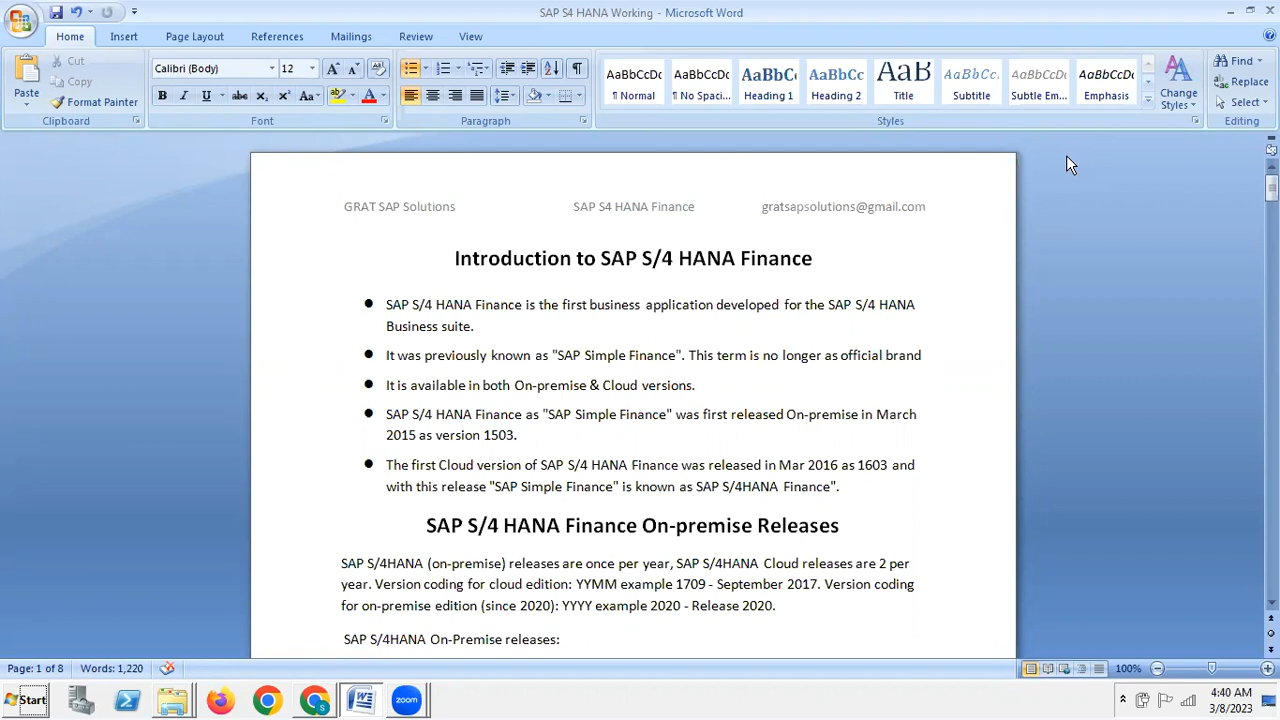 SAP S4 HANA Working - Microsoft Word
Home Insert Page Layout References Mailings Review View
Paste Cut Copy Format Painter Clipboard
Calibri (Body) 12 Font
Paragraph
AaBbCcDc ¶ Normal AaBbCcDc ¶ No Spaci... AaBbC Heading 1 AaBbCc Heading 2 AaB Title AaBbCc. Subtitle AaBbCcDc Subtle Em... AaBbCcDc Emphasis
Change Styles
Styles
Find Replace Select Editing
GRAT SAP Solutions SAP S4 HANA Finance gratsapsolutions@gmail.com
Introduction to SAP S/4 HANA Finance
● SAP S/4 HANA Finance is the first business application developed for the SAP S/4 HANA
Business suite.
● It was previously known as "SAP Simple Finance". This term is no longer as official brand
● It is available in both On-premise & Cloud versions.
● SAP S/4 HANA Finance as "SAP Simple Finance" was first released On-premise in March
2015 as version 1503.
● The first Cloud version of SAP S/4 HANA Finance was released in Mar 2016 as 1603 and
with this release "SAP Simple Finance" is known as SAP S/4HANA Finance".
SAP S/4 HANA Finance On-premise Releases
SAP S/4HANA (on-premise) releases are once per year, SAP S/4HANA Cloud releases are 2 per
year. Version coding for cloud edition: YYMM example 1709 - September 2017. Version coding
for on-premise edition (since 2020): YYYY example 2020 - Release 2020.
SAP S/4HANA On-Premise releases:
Page: 1 of 8 Words: 1,220 100%
Start zoom 4:40 AM
3/8/2023